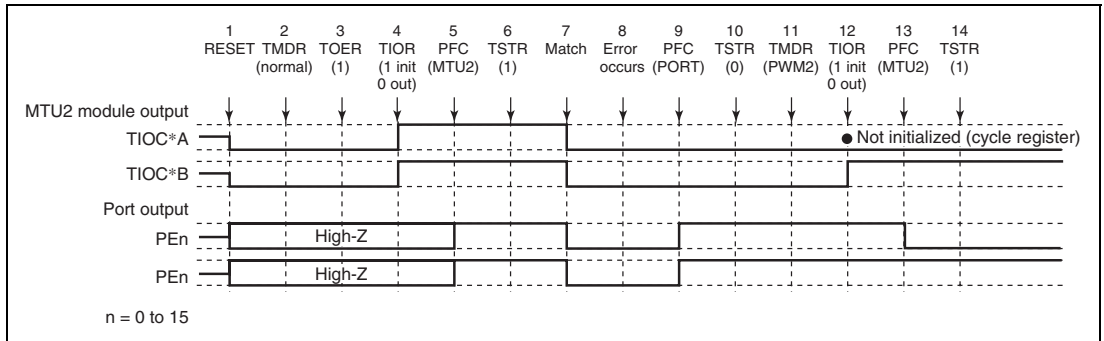 1 2 3 4 5 6 7 8 9 10 11 12 13 14
RESET TMDR TOER TIOR PFC TSTR Match Error PFC TSTR TMDR TIOR PFC TSTR
(normal) (1) (1 init (MTU2) (1) occurs (PORT) (0) (PWM2) (1 init (MTU2) (1)
0 out) 0 out)
MTU2 module output
TIOC*A ● Not initialized (cycle register)
TIOC*B
Port output
PEn High-Z
PEn High-Z
n = 0 to 15